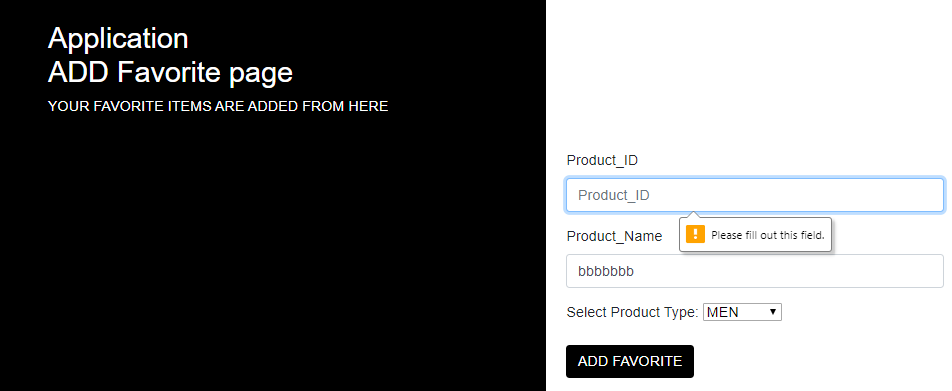 Application
ADD Favorite page
YOUR FAVORITE ITEMS ARE ADDED FROM HERE
Product_ID
Product_ID
Please fill out this field.
Product_Name
bbbbbbb
Select Product Type: MEN
ADD FAVORITE